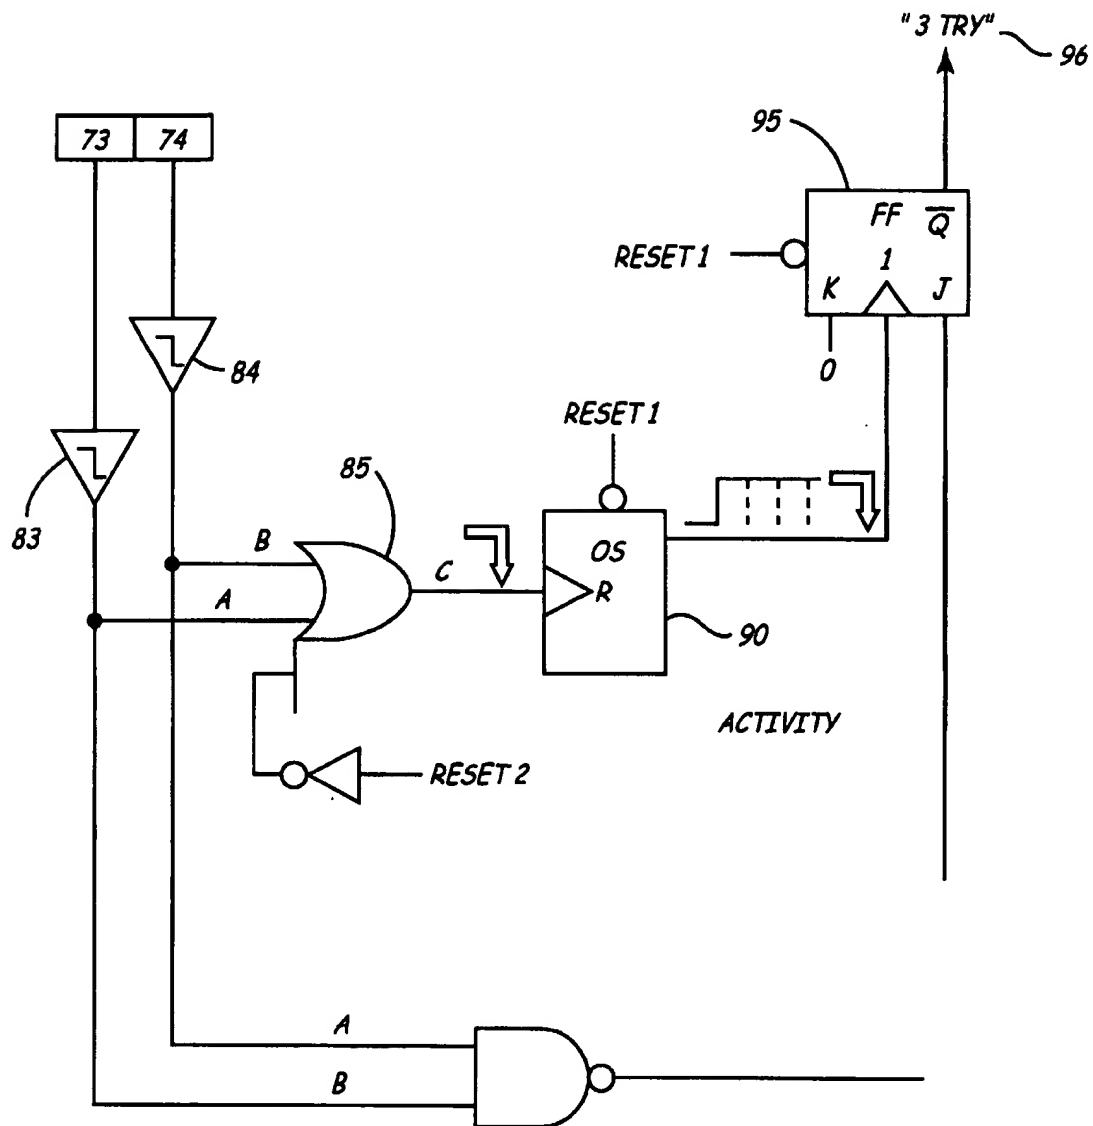 "3 TRY"
96
95
73 74
FF Q̅
RESET 1
1
K J
84
0
RESET 1
85
83
B
OS
C
A
R
90
ACTIVITY
RESET 2
A
B